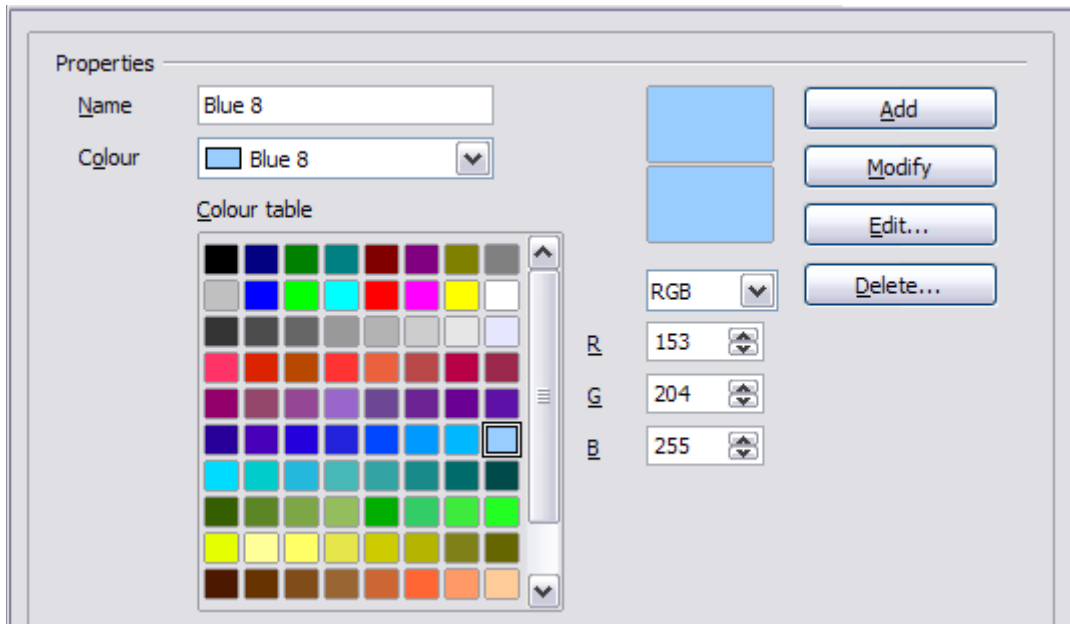 Properties
Name Blue 8 Add
Colour Blue 8 Modify
Colour table Edit...
RGB Delete...
R 153
G 204
B 255